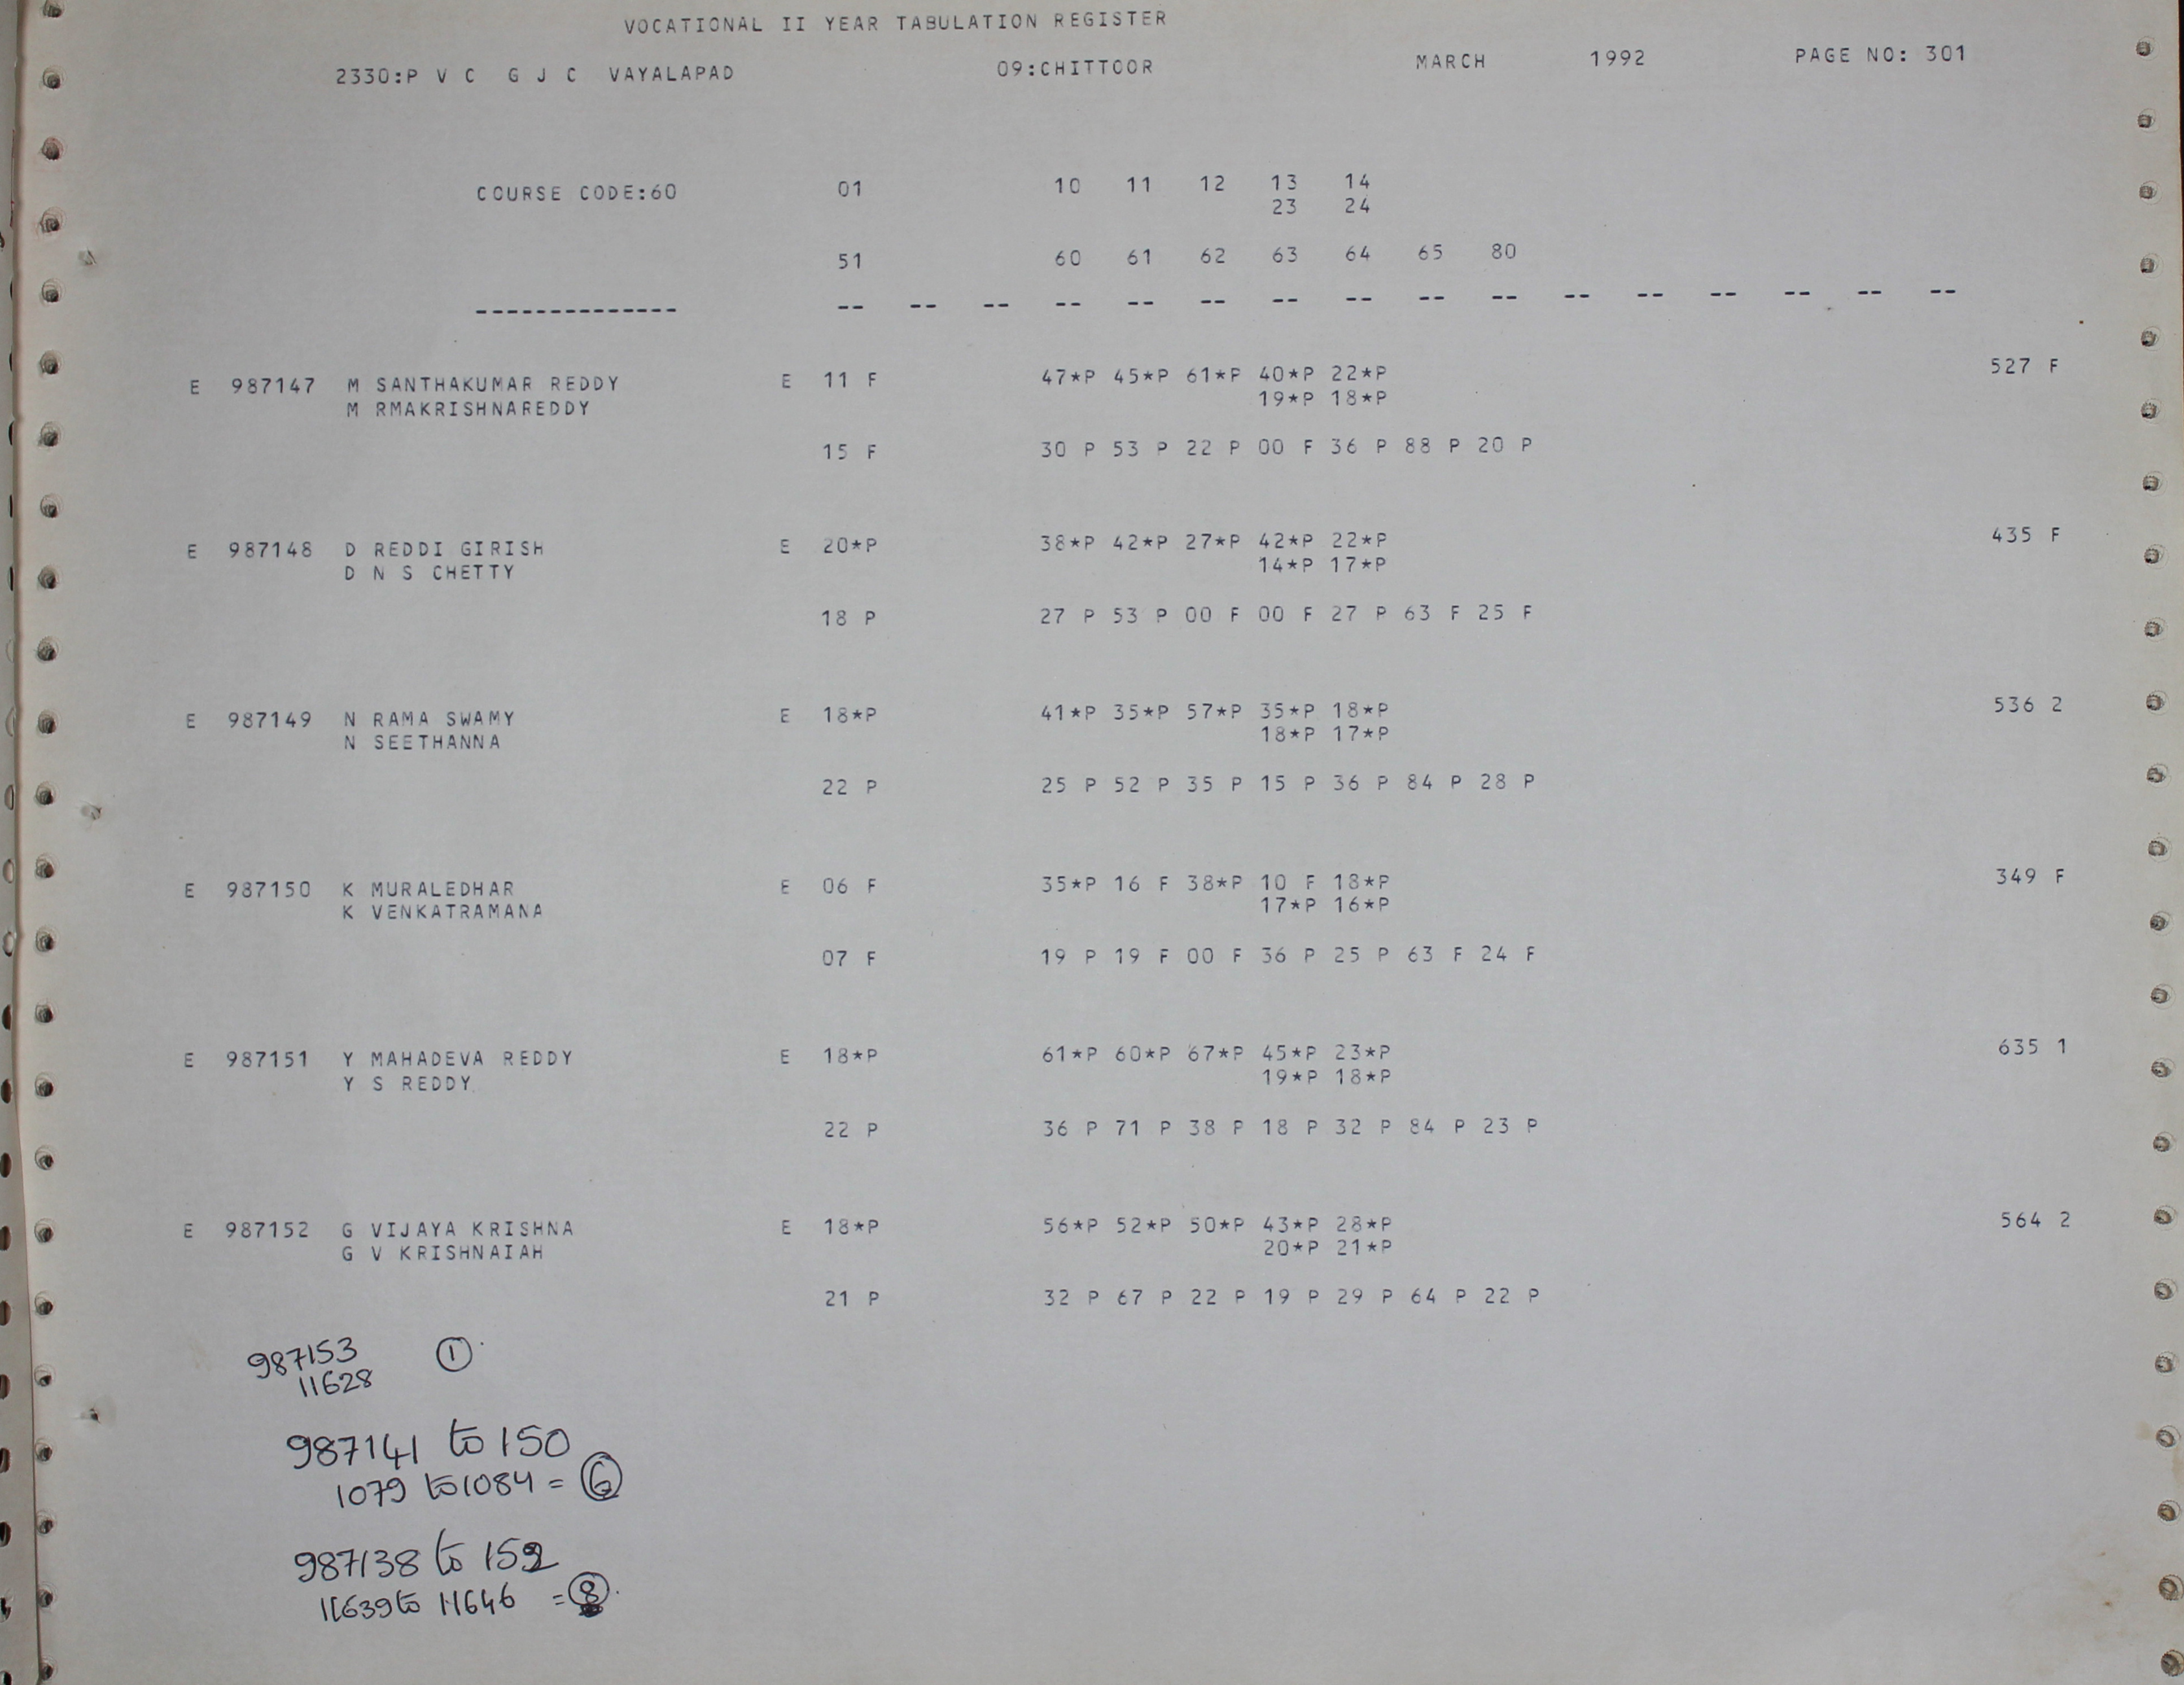 VOCATIONAL II YEAR TABULATION REGISTER
2330:P V C G J C VAYALAPAD 09:CHITTOOR MARCH 1992 PAGE NO: 301
COURSE CODE:60 01 10 11 12 13 14
23 24
51 60 61 62 63 64 65 80
-------------- -- -- -- -- -- -- -- -- -- -- -- -- -- -- -- --
E 987147 M SANTHAKUMAR REDDY E 11 F 47*P 45*P 61*P 40*P 22*P 527 F
M RMAKRISHNAREDDY 19*P 18*P
15 F 30 P 53 P 22 P 00 F 36 P 88 P 20 P
E 987148 D REDDI GIRISH E 20*P 38*P 42*P 27*P 42*P 22*P 435 F
D N S CHETTY 14*P 17*P
18 P 27 P 53 P 00 F 00 F 27 P 63 F 25 F
E 987149 N RAMA SWAMY E 18*P 41*P 35*P 57*P 35*P 18*P 536 2
N SEETHANNA 18*P 17*P
22 P 25 P 52 P 35 P 15 P 36 P 84 P 28 P
E 987150 K MURALEDHAR E 06 F 35*P 16 F 38*P 10 F 18*P 349 F
K VENKATRAMANA 17*P 16*P
07 F 19 P 19 F 00 F 36 P 25 P 63 F 24 F
E 987151 Y MAHADEVA REDDY E 18*P 61*P 60*P 67*P 45*P 23*P 635 1
Y S REDDY 19*P 18*P
22 P 36 P 71 P 38 P 18 P 32 P 84 P 23 P
E 987152 G VIJAYA KRISHNA E 18*P 56*P 52*P 50*P 43*P 28*P 564 2
G V KRISHNAIAH 20*P 21*P
21 P 32 P 67 P 22 P 19 P 29 P 64 P 22 P
987153 1
11628
987141 to 150
1079 to 1084 = 6
987138 to 152
11639 to 11646 = 8